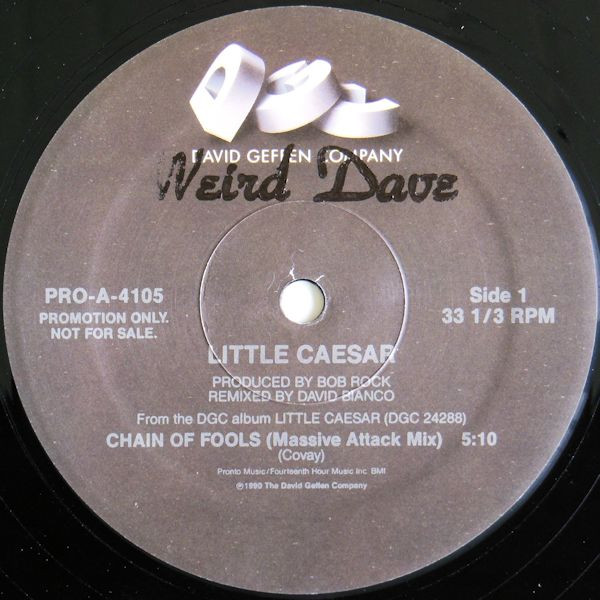 DGC
DAVID GEFFEN COMPANY
Weird Dave
PRO-A-4105
PROMOTION ONLY.
NOT FOR SALE.
Side 1
33 1/3 RPM
LITTLE CAESAR
PRODUCED BY BOB ROCK
REMIXED BY DAVID BIANCO
From the DGC album LITTLE CAESAR (DGC 24288)
CHAIN OF FOOLS (Massive Attack Mix) 5:10
(Covay)
Pronto Music/Fourteenth Hour Music Inc. BMI
℗1990 The David Geffen Company